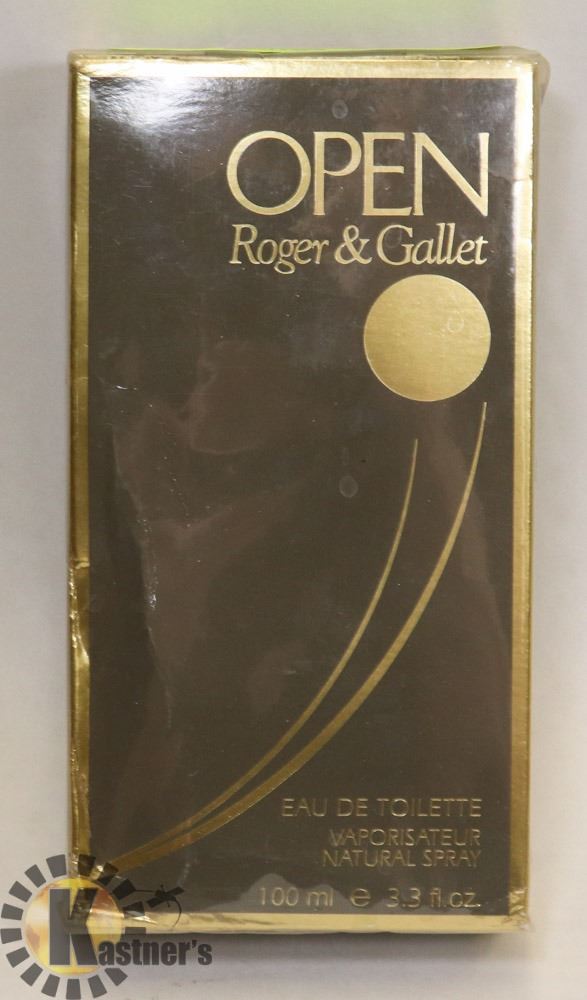 OPEN
Roger & Gallet
EAU DE TOILETTE
VAPORISATEUR
NATURAL SPRAY
100 ml e 3.3 fl.oz.
Kastner's